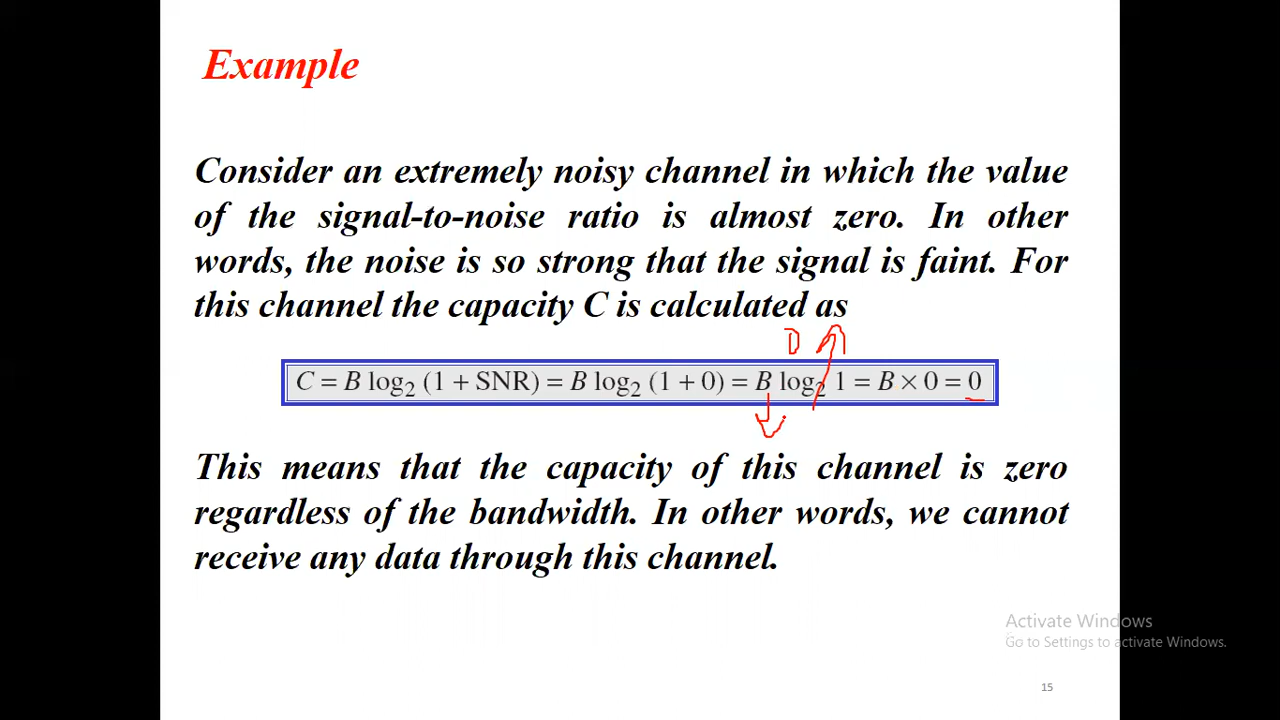 Example
Consider an extremely noisy channel in which the value
of the signal-to-noise ratio is almost zero. In other
words, the noise is so strong that the signal is faint. For
this channel the capacity C is calculated as
C = B log₂ (1 + SNR) = B log₂ (1 + 0) = B log₂ 1 = B × 0 = 0
This means that the capacity of this channel is zero
regardless of the bandwidth. In other words, we cannot
receive any data through this channel.
Activate Windows
Go to Settings to activate Windows.
15